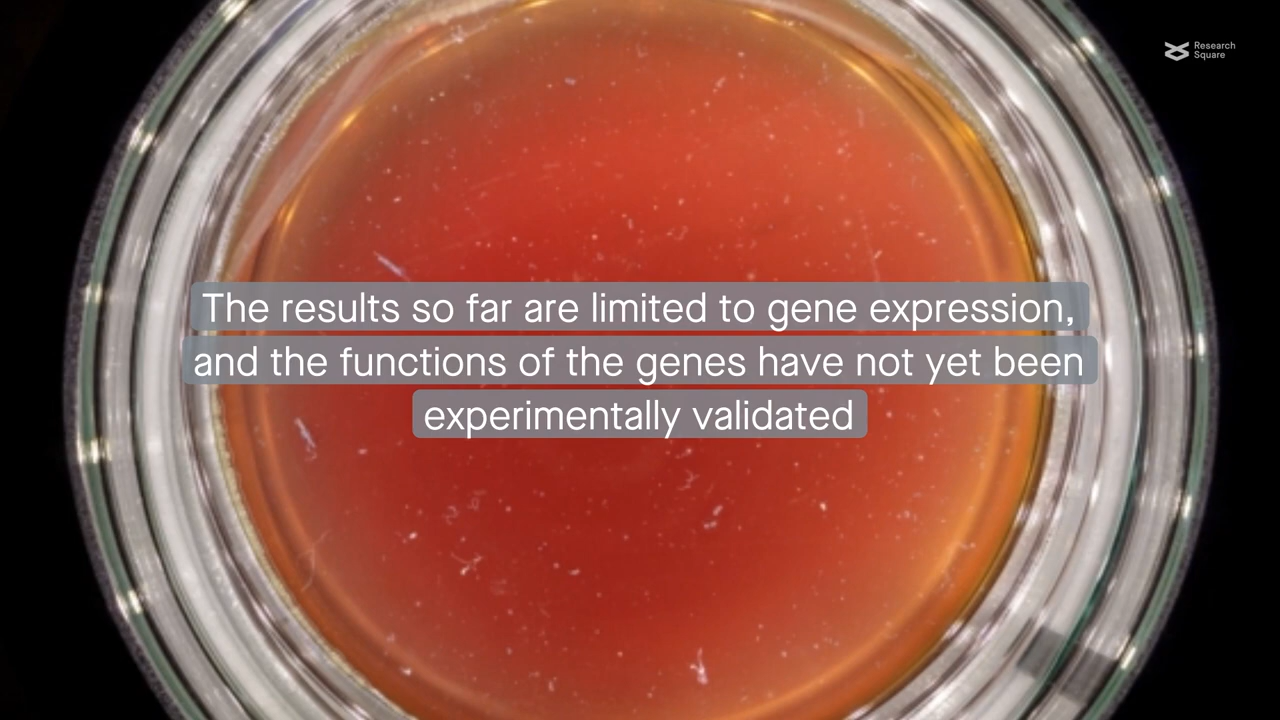 Research
Square
The results so far are limited to gene expression,
and the functions of the genes have not yet been
experimentally validated